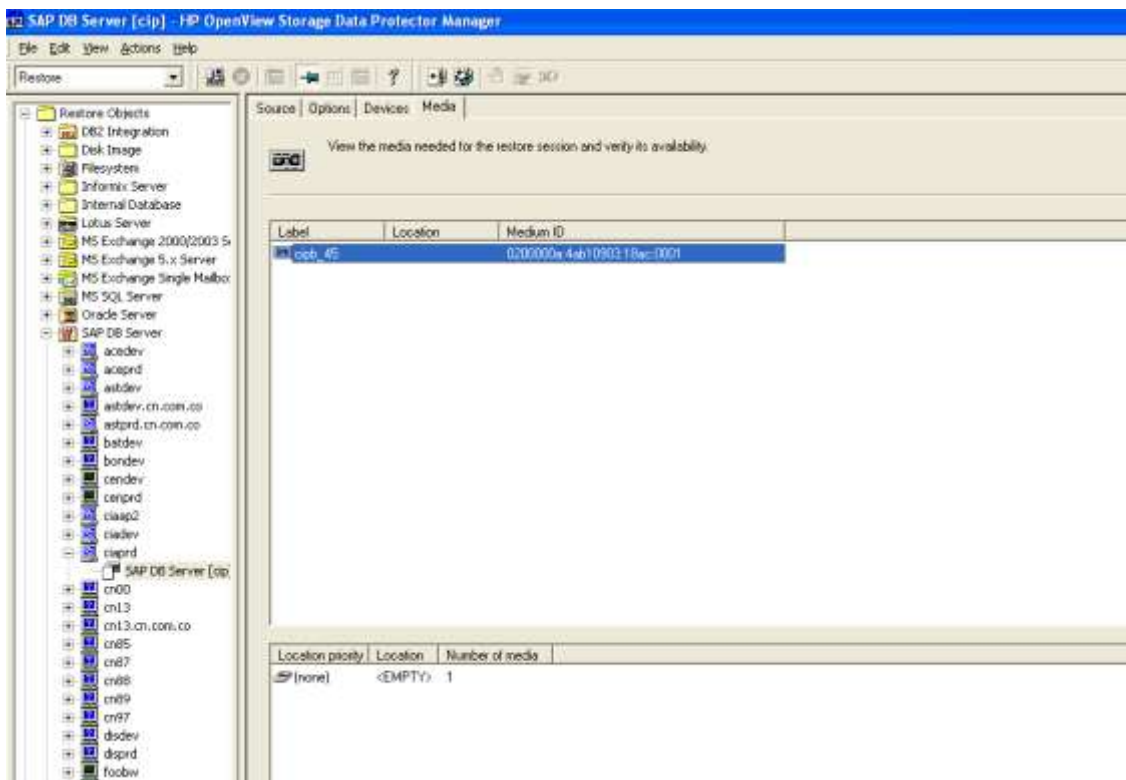 SAP DB Server [cip] - HP OpenView Storage Data Protector Manager
File Edit View Actions Help
Restore
Restore Objects
DB2 Integration
Disk Image
Filesystem
Informix Server
Internal Database
Lotus Server
MS Exchange 2000/2003 S
MS Exchange 5.x Server
MS Exchange Single Mailbox
MS SQL Server
Oracle Server
SAP DB Server
acedev
aceprd
astdev
astdev.cn.com.co
astprd.cn.com.co
batdev
bondev
cendev
cenprd
ciaap2
ciadev
ciaprd
SAP DB Server [cip
cn00
cn13
cn13.cn.com.co
cn85
cn87
cn88
cn89
cn97
disdev
disprd
foobw
Source Options Devices Media
View the media needed for the restore session and verify its availability.
Label Location Medium ID
0200000a:4ab10903:18ac:0001
Location priority Location Number of media
(none) <EMPTY> 1